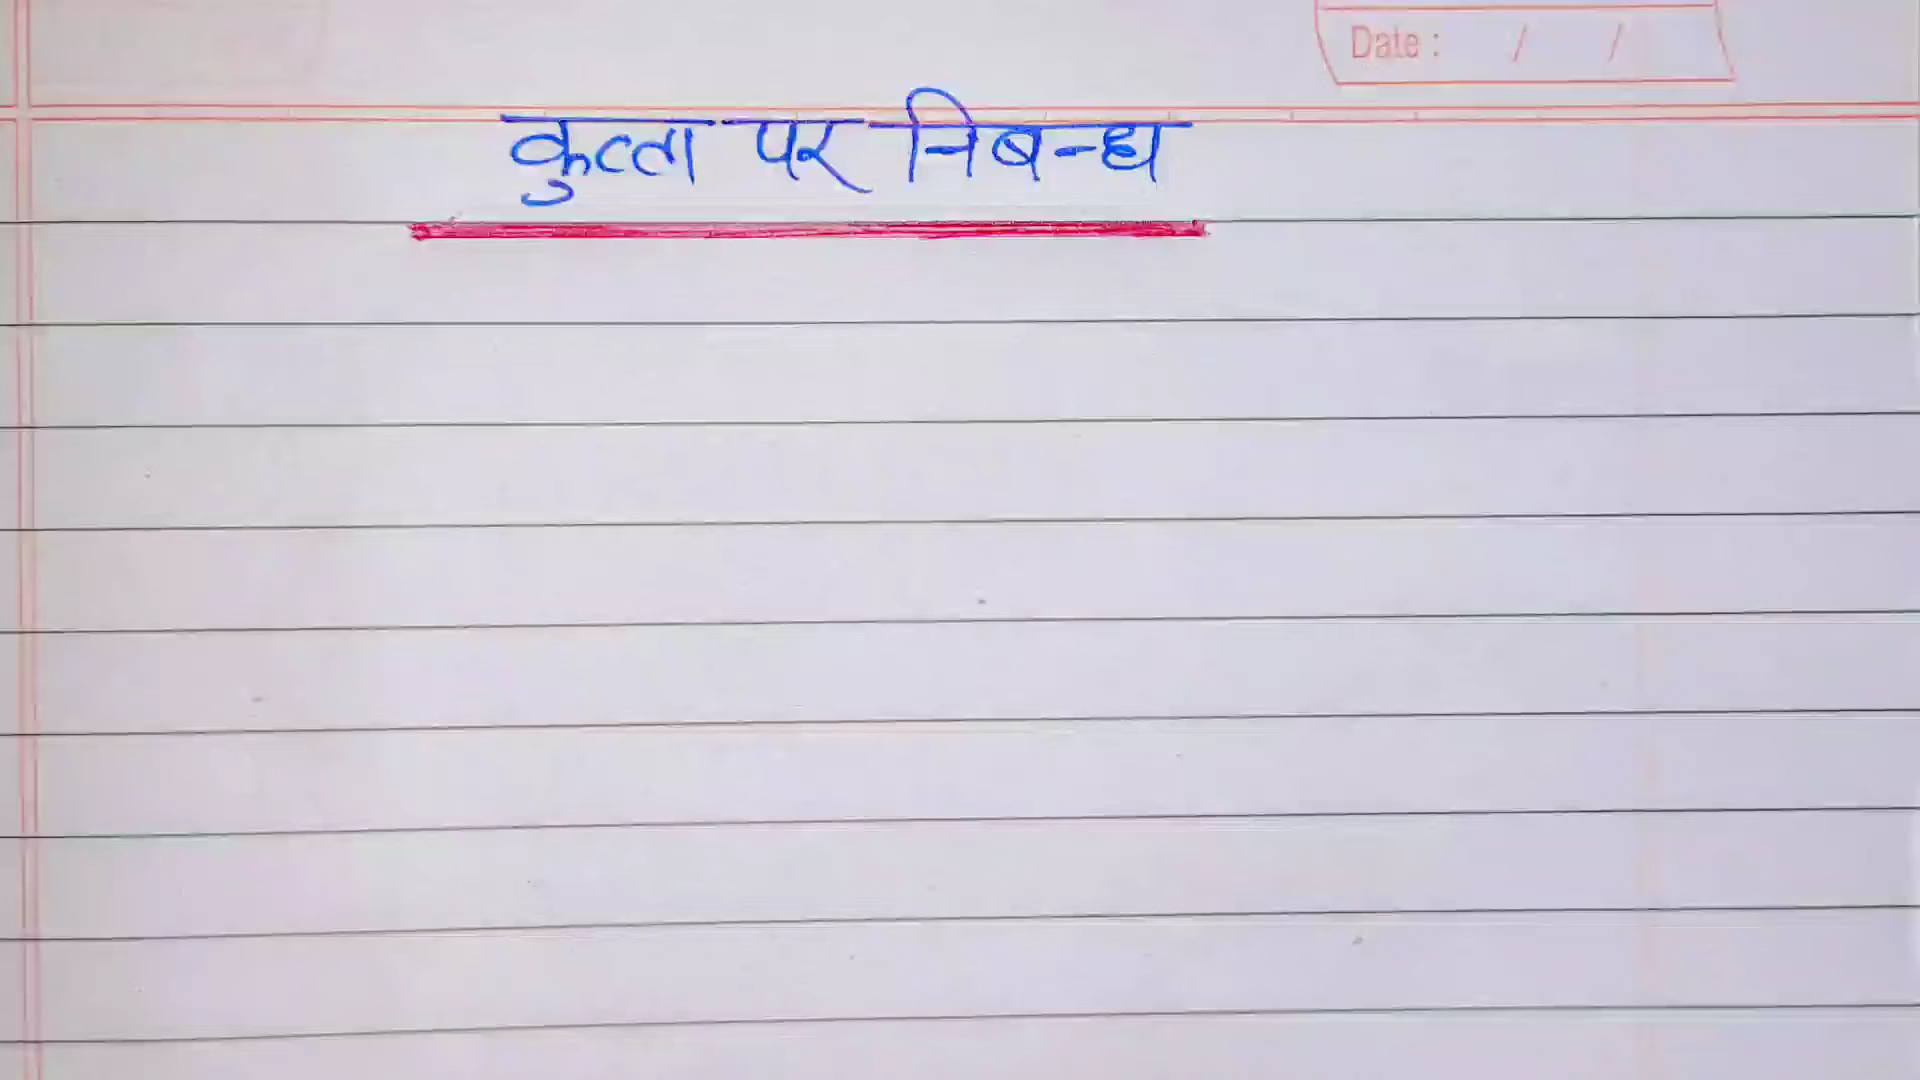 Date : / /
कुत्ता पर निबन्ध